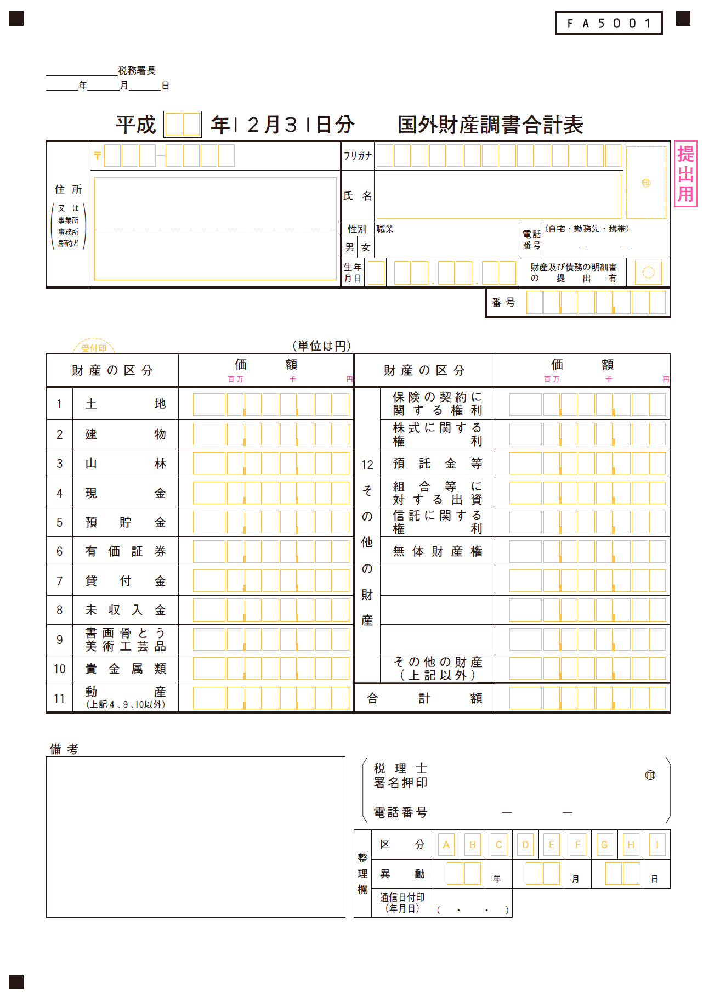 FA5001
税務署長
年 月 日
平成 年12月31日分 国外財産調書合計表
提出用
住所
又は
事業所
事務所
居所など
〒 ―
フリガナ
氏名
㊞
性別
男 女
職業
電話番号
(自宅・勤務先・携帯)
― ―
生年月日
. .
財産及び債務の明細書
の提出有
○
番号
受付印
(単位は円)
財産の区分 価額 財産の区分 価額
百万 千 円 百万 千 円
1 土地
2 建物
3 山林
4 現金
5 預貯金
6 有価証券
7 貸付金
8 未収入金
9 書画骨とう
美術工芸品
10 貴金属類
11 動産
(上記4、9、10以外)
12 その他の財産
保険の契約に
関する権利
株式に関する
権利
預託金等
組合等に
対する出資
信託に関する
権利
無体財産権
その他の財産
(上記以外)
合計額
備考
税理士
署名押印
㊞
電話番号 ― ―
整理欄
区分 A B C D E F G H I
異動 年 月 日
通信日付印
(年月日)
( ・ ・ )